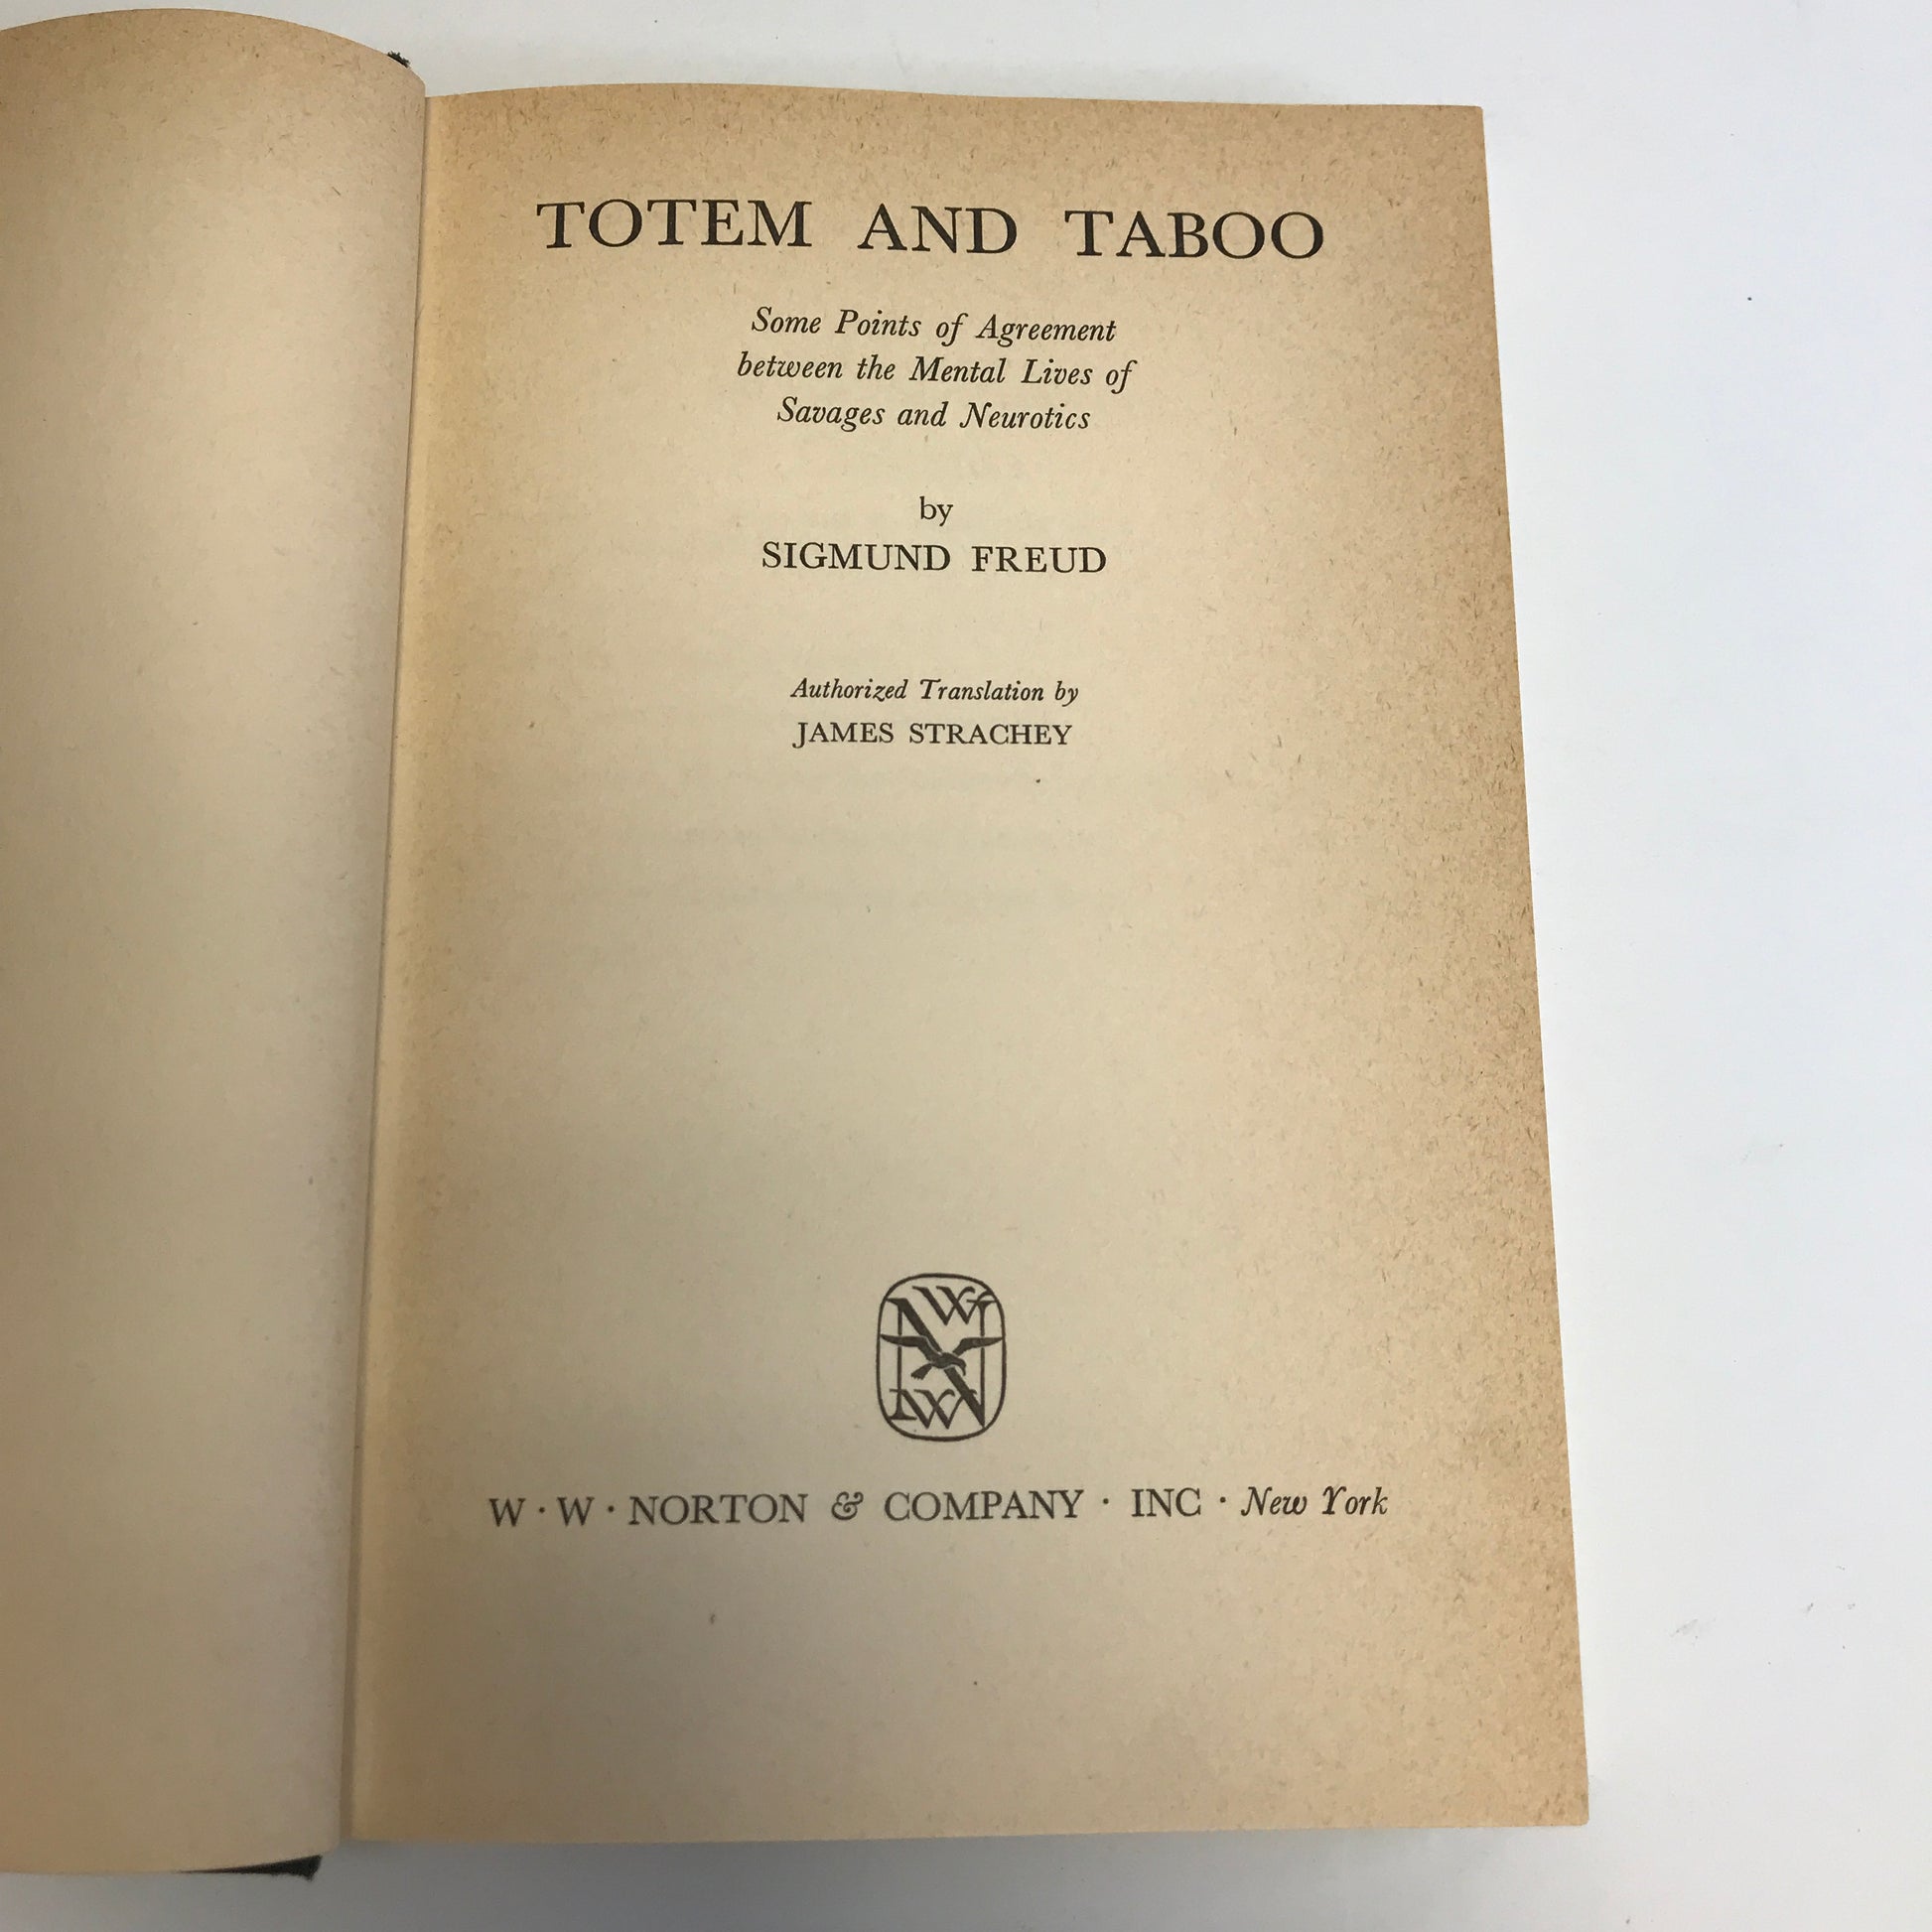 TOTEM AND TABOO
Some Points of Agreement
between the Mental Lives of
Savages and Neurotics
by
SIGMUND FREUD
Authorized Translation by
JAMES STRACHEY
W · W · NORTON & COMPANY · INC · New York